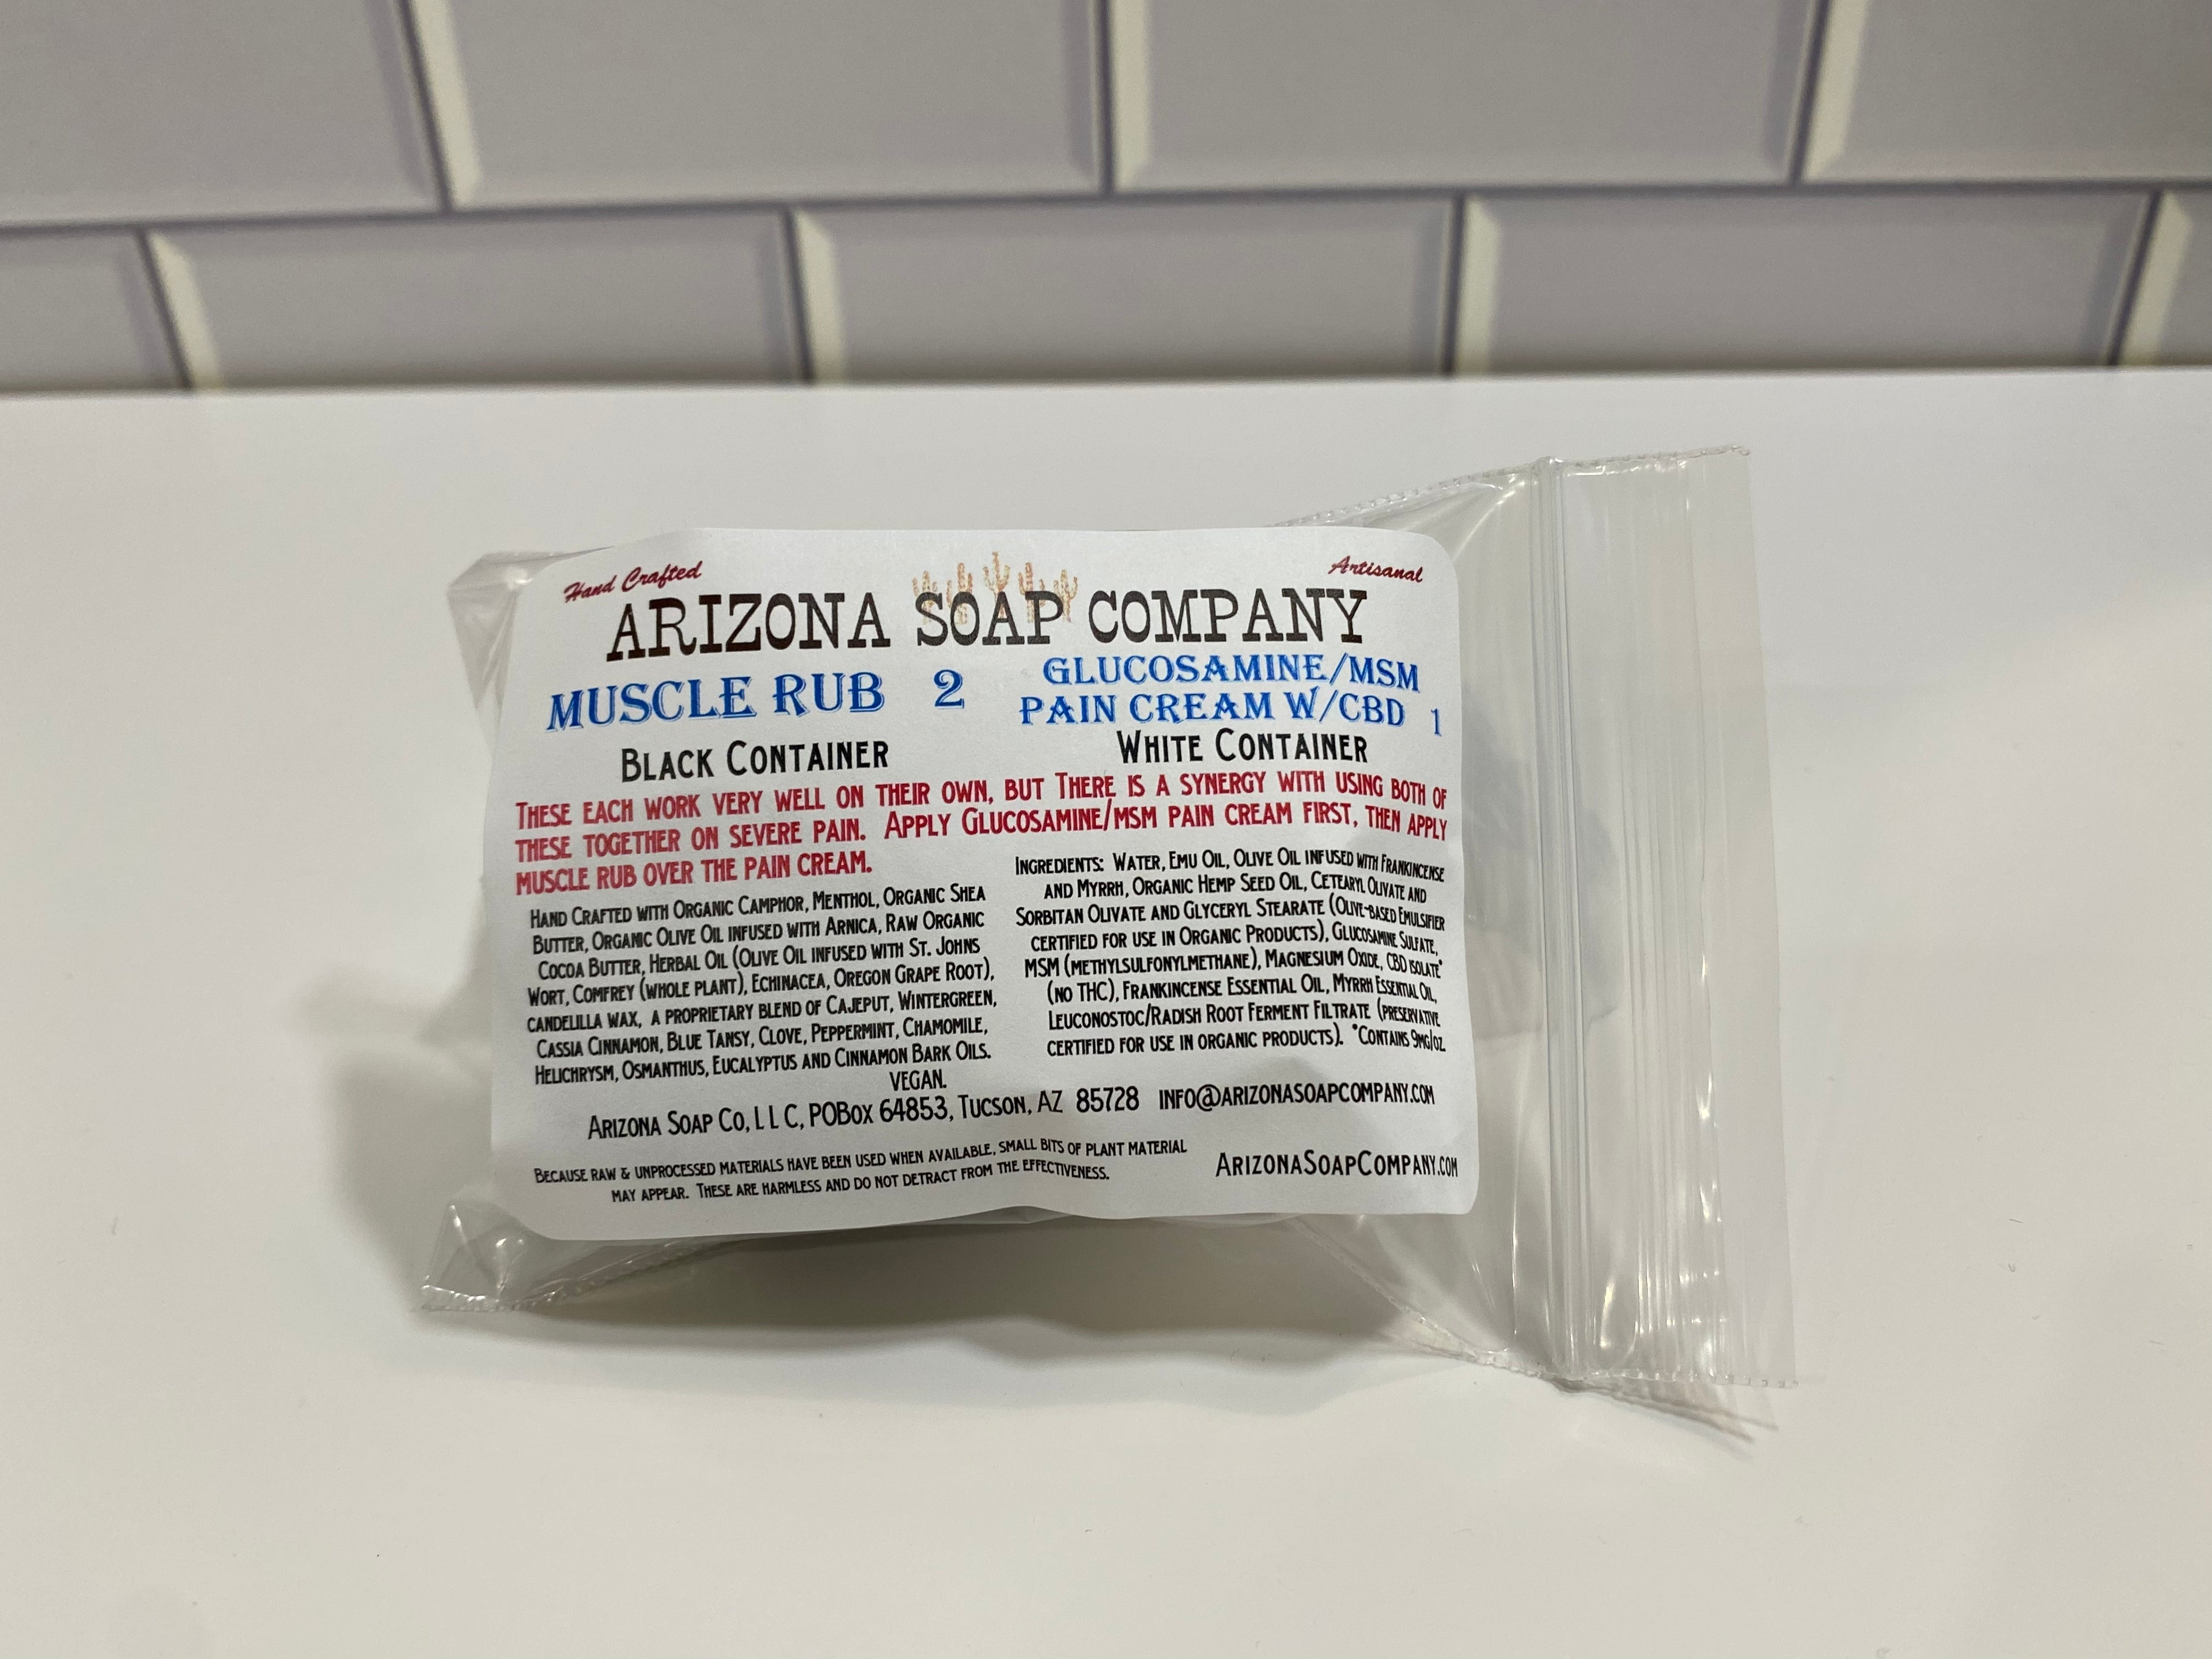 Hand Crafted
Artisanal
ARIZONA SOAP COMPANY
MUSCLE RUB 2
GLUCOSAMINE/MSM
PAIN CREAM W/CBD 1
BLACK CONTAINER
WHITE CONTAINER
THESE EACH WORK VERY WELL ON THEIR OWN, BUT THERE IS A SYNERGY WITH USING BOTH OF
THESE TOGETHER ON SEVERE PAIN. APPLY GLUCOSAMINE/MSM PAIN CREAM FIRST, THEN APPLY
MUSCLE RUB OVER THE PAIN CREAM.
HAND CRAFTED WITH ORGANIC CAMPHOR, MENTHOL, ORGANIC SHEA
BUTTER, ORGANIC OLIVE OIL INFUSED WITH ARNICA, RAW ORGANIC
COCOA BUTTER, HERBAL OIL (OLIVE OIL INFUSED WITH ST. JOHNS
WORT, COMFREY (WHOLE PLANT), ECHINACEA, OREGON GRAPE ROOT),
CANDELILLA WAX, A PROPRIETARY BLEND OF CAJEPUT, WINTERGREEN,
CASSIA CINNAMON, BLUE TANSY, CLOVE, PEPPERMINT, CHAMOMILE,
HELICHRYSM, OSMANTHUS, EUCALYPTUS AND CINNAMON BARK OILS.
VEGAN.
INGREDIENTS: WATER, EMU OIL, OLIVE OIL INFUSED WITH FRANKINCENSE
AND MYRRH, ORGANIC HEMP SEED OIL, CETEARYL OLIVATE AND
SORBITAN OLIVATE AND GLYCERYL STEARATE (OLIVE-BASED EMULSIFIER
CERTIFIED FOR USE IN ORGANIC PRODUCTS), GLUCOSAMINE SULFATE,
MSM (METHYLSULFONYLMETHANE), MAGNESIUM OXIDE, CBD ISOLATE*
(NO THC), FRANKINCENSE ESSENTIAL OIL, MYRRH ESSENTIAL OIL,
LEUCONOSTOC/RADISH ROOT FERMENT FILTRATE (PRESERVATIVE
CERTIFIED FOR USE IN ORGANIC PRODUCTS). *CONTAINS 9MG/OZ
ARIZONA SOAP CO, L L C, POBOX 64853, TUCSON, AZ 85728 INFO@ARIZONASOAPCOMPANY.COM
BECAUSE RAW & UNPROCESSED MATERIALS HAVE BEEN USED WHEN AVAILABLE, SMALL BITS OF PLANT MATERIAL
MAY APPEAR. THESE ARE HARMLESS AND DO NOT DETRACT FROM THE EFFECTIVENESS.
ARIZONASOAPCOMPANY.COM